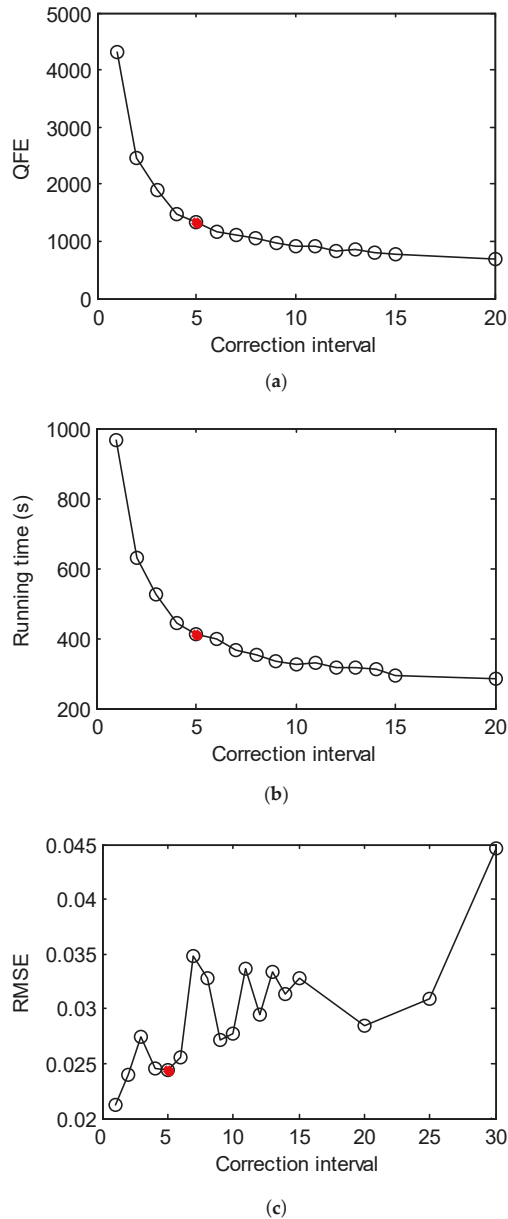 5000
4000
3000
2000
1000
0
QFE
0 5 10 15 20
Correction interval
(a)
1000
800
600
400
200
Running time (s)
0 5 10 15 20
Correction interval
(b)
0.045
0.04
0.035
0.03
0.025
0.02
RMSE
0 5 10 15 20 25 30
Correction interval
(c)